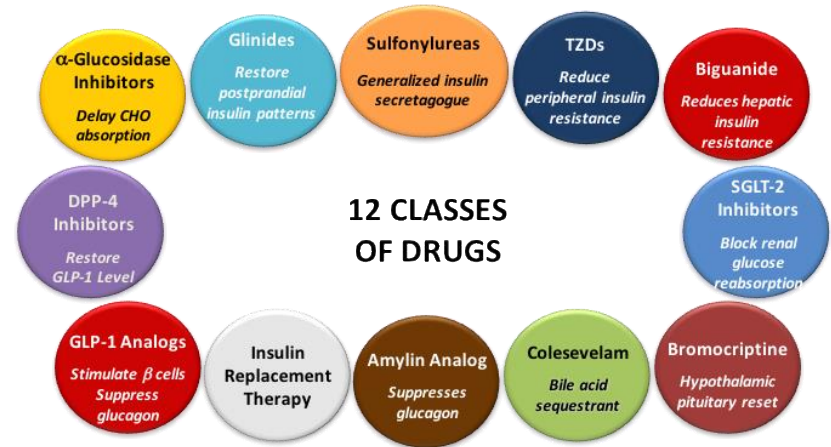 α-Glucosidase
Inhibitors
Delay CHO
absorption
Glinides
Restore
postprandial
insulin patterns
Sulfonylureas
Generalized insulin
secretagogue
TZDs
Reduce
peripheral insulin
resistance
Biguanide
Reduces hepatic
insulin
resistance
DPP-4
Inhibitors
Restore
GLP-1 Level
12 CLASSES
OF DRUGS
SGLT-2
Inhibitors
Block renal
glucose
reabsorption
GLP-1 Analogs
Stimulate β cells
Suppress
glucagon
Insulin
Replacement
Therapy
Amylin Analog
Suppresses
glucagon
Colesevelam
Bile acid
sequestrant
Bromocriptine
Hypothalamic
pituitary reset